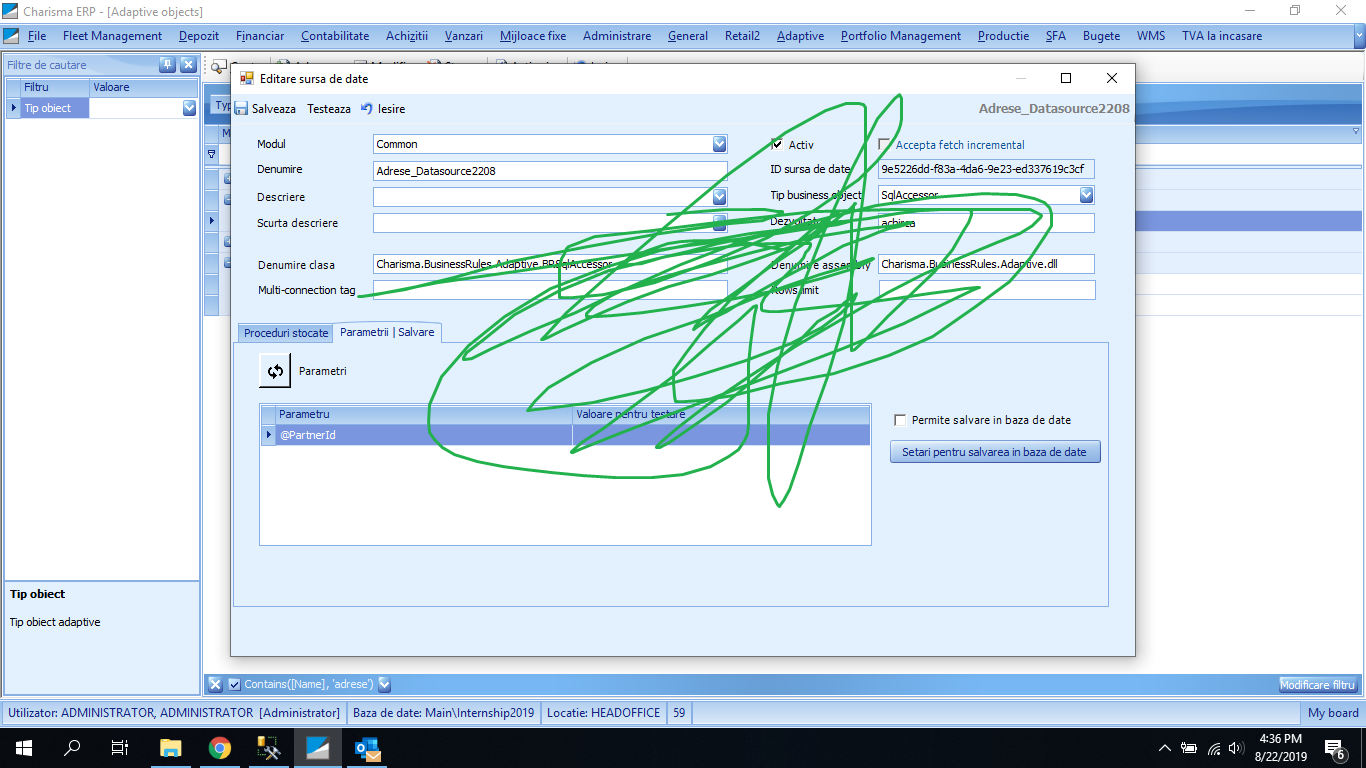 Charisma ERP - [Adaptive objects]
File Fleet Management Depozit Financiar Contabilitate Achizitii Vanzari Mijloace fixe Administrare General Retail2 Adaptive Portfolio Management Productie SFA Bugete WMS TVA la incasare
Filtre de cautare
Filtru Valoare
Tip obiect
Editare sursa de date
Salveaza Testeaza Iesire Adrese_Datasource2208
Modul Common Activ Accepta fetch incremental
Denumire Adrese_Datasource2208 ID sursa de date 9e5226dd-f83a-4da6-9e23-ed337619c3cf
Descriere Tip business object SqlAccessor
Scurta descriere
Denumire clasa Charisma.BusinessRules.Adaptive.BRSqlAccessor Denumire assembly Charisma.BusinessRules.Adaptive.dll
Multi-connection tag Rows limit
Proceduri stocate Parametrii | Salvare
Parametri
Parametru Valoare pentru testare
@PartnerId
Permite salvare in baza de date
Setari pentru salvarea in baza de date
Tip obiect
Tip obiect adaptive
Contains([Name], 'adrese') Modificare filtru
Utilizator: ADMINISTRATOR, ADMINISTRATOR [Administrator] Baza de date: Main\Internship2019 Locatie: HEADOFFICE 59 My board
4:36 PM
8/22/2019
6